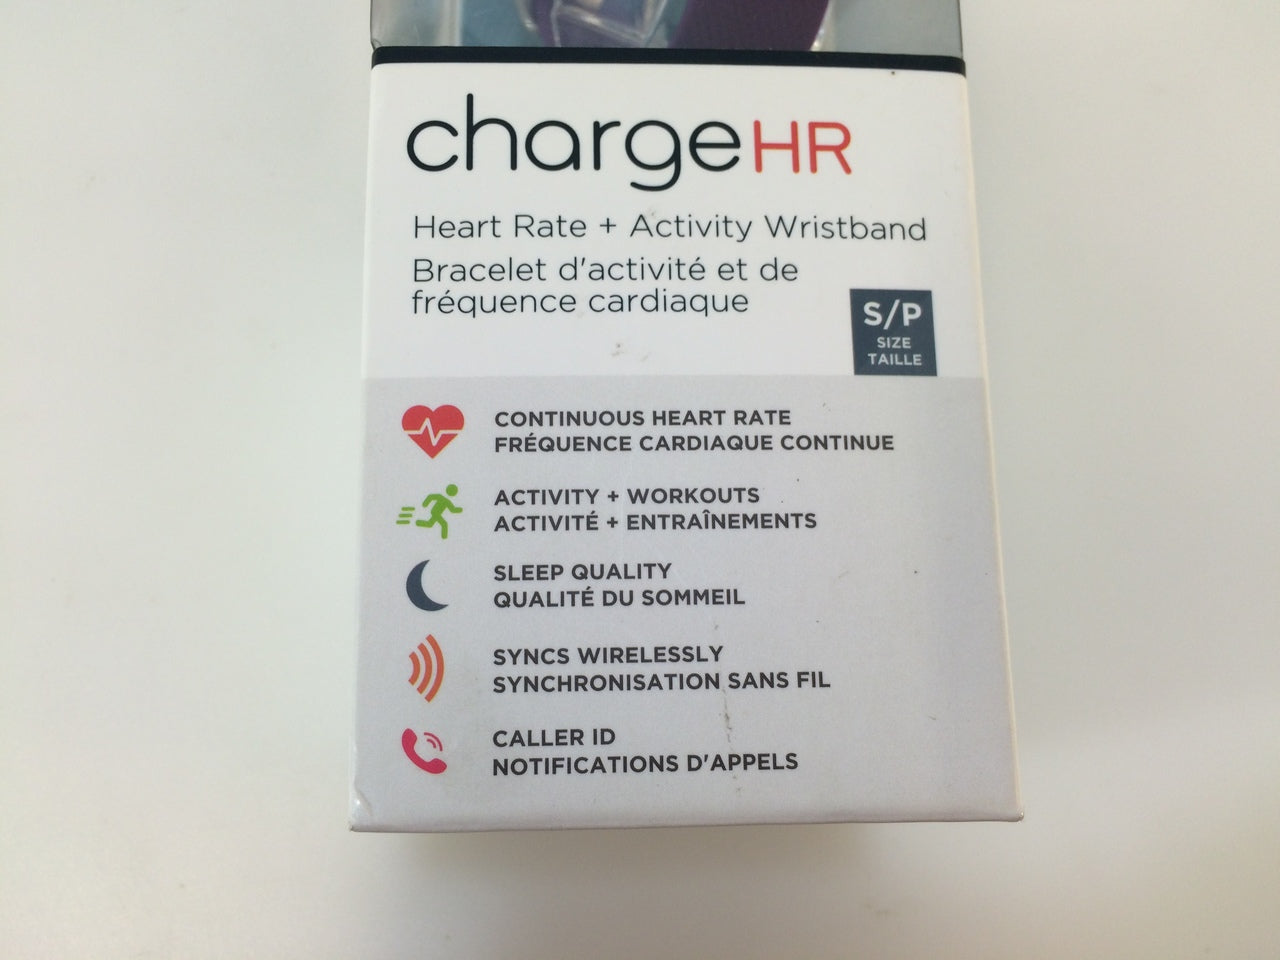 chargeHR
Heart Rate + Activity Wristband
Bracelet d'activité et de
fréquence cardiaque
S/P
SIZE
TAILLE
CONTINUOUS HEART RATE
FRÉQUENCE CARDIAQUE CONTINUE
ACTIVITY + WORKOUTS
ACTIVITÉ + ENTRAÎNEMENTS
SLEEP QUALITY
QUALITÉ DU SOMMEIL
SYNCS WIRELESSLY
SYNCHRONISATION SANS FIL
CALLER ID
NOTIFICATIONS D'APPELS